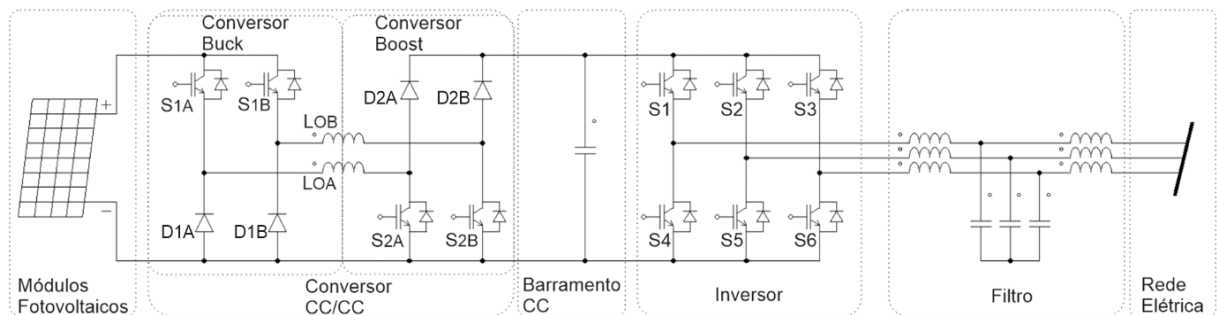 Conversor
Buck
Conversor
Boost
S1A
S1B
D2A
D2B
S1
S2
S3
+
LOB
LOA
D1A
D1B
S2A
S2B
S4
S5
S6
−
Módulos
Fotovoltaicos
Conversor
CC/CC
Barramento
CC
Inversor
Filtro
Rede
Elétrica